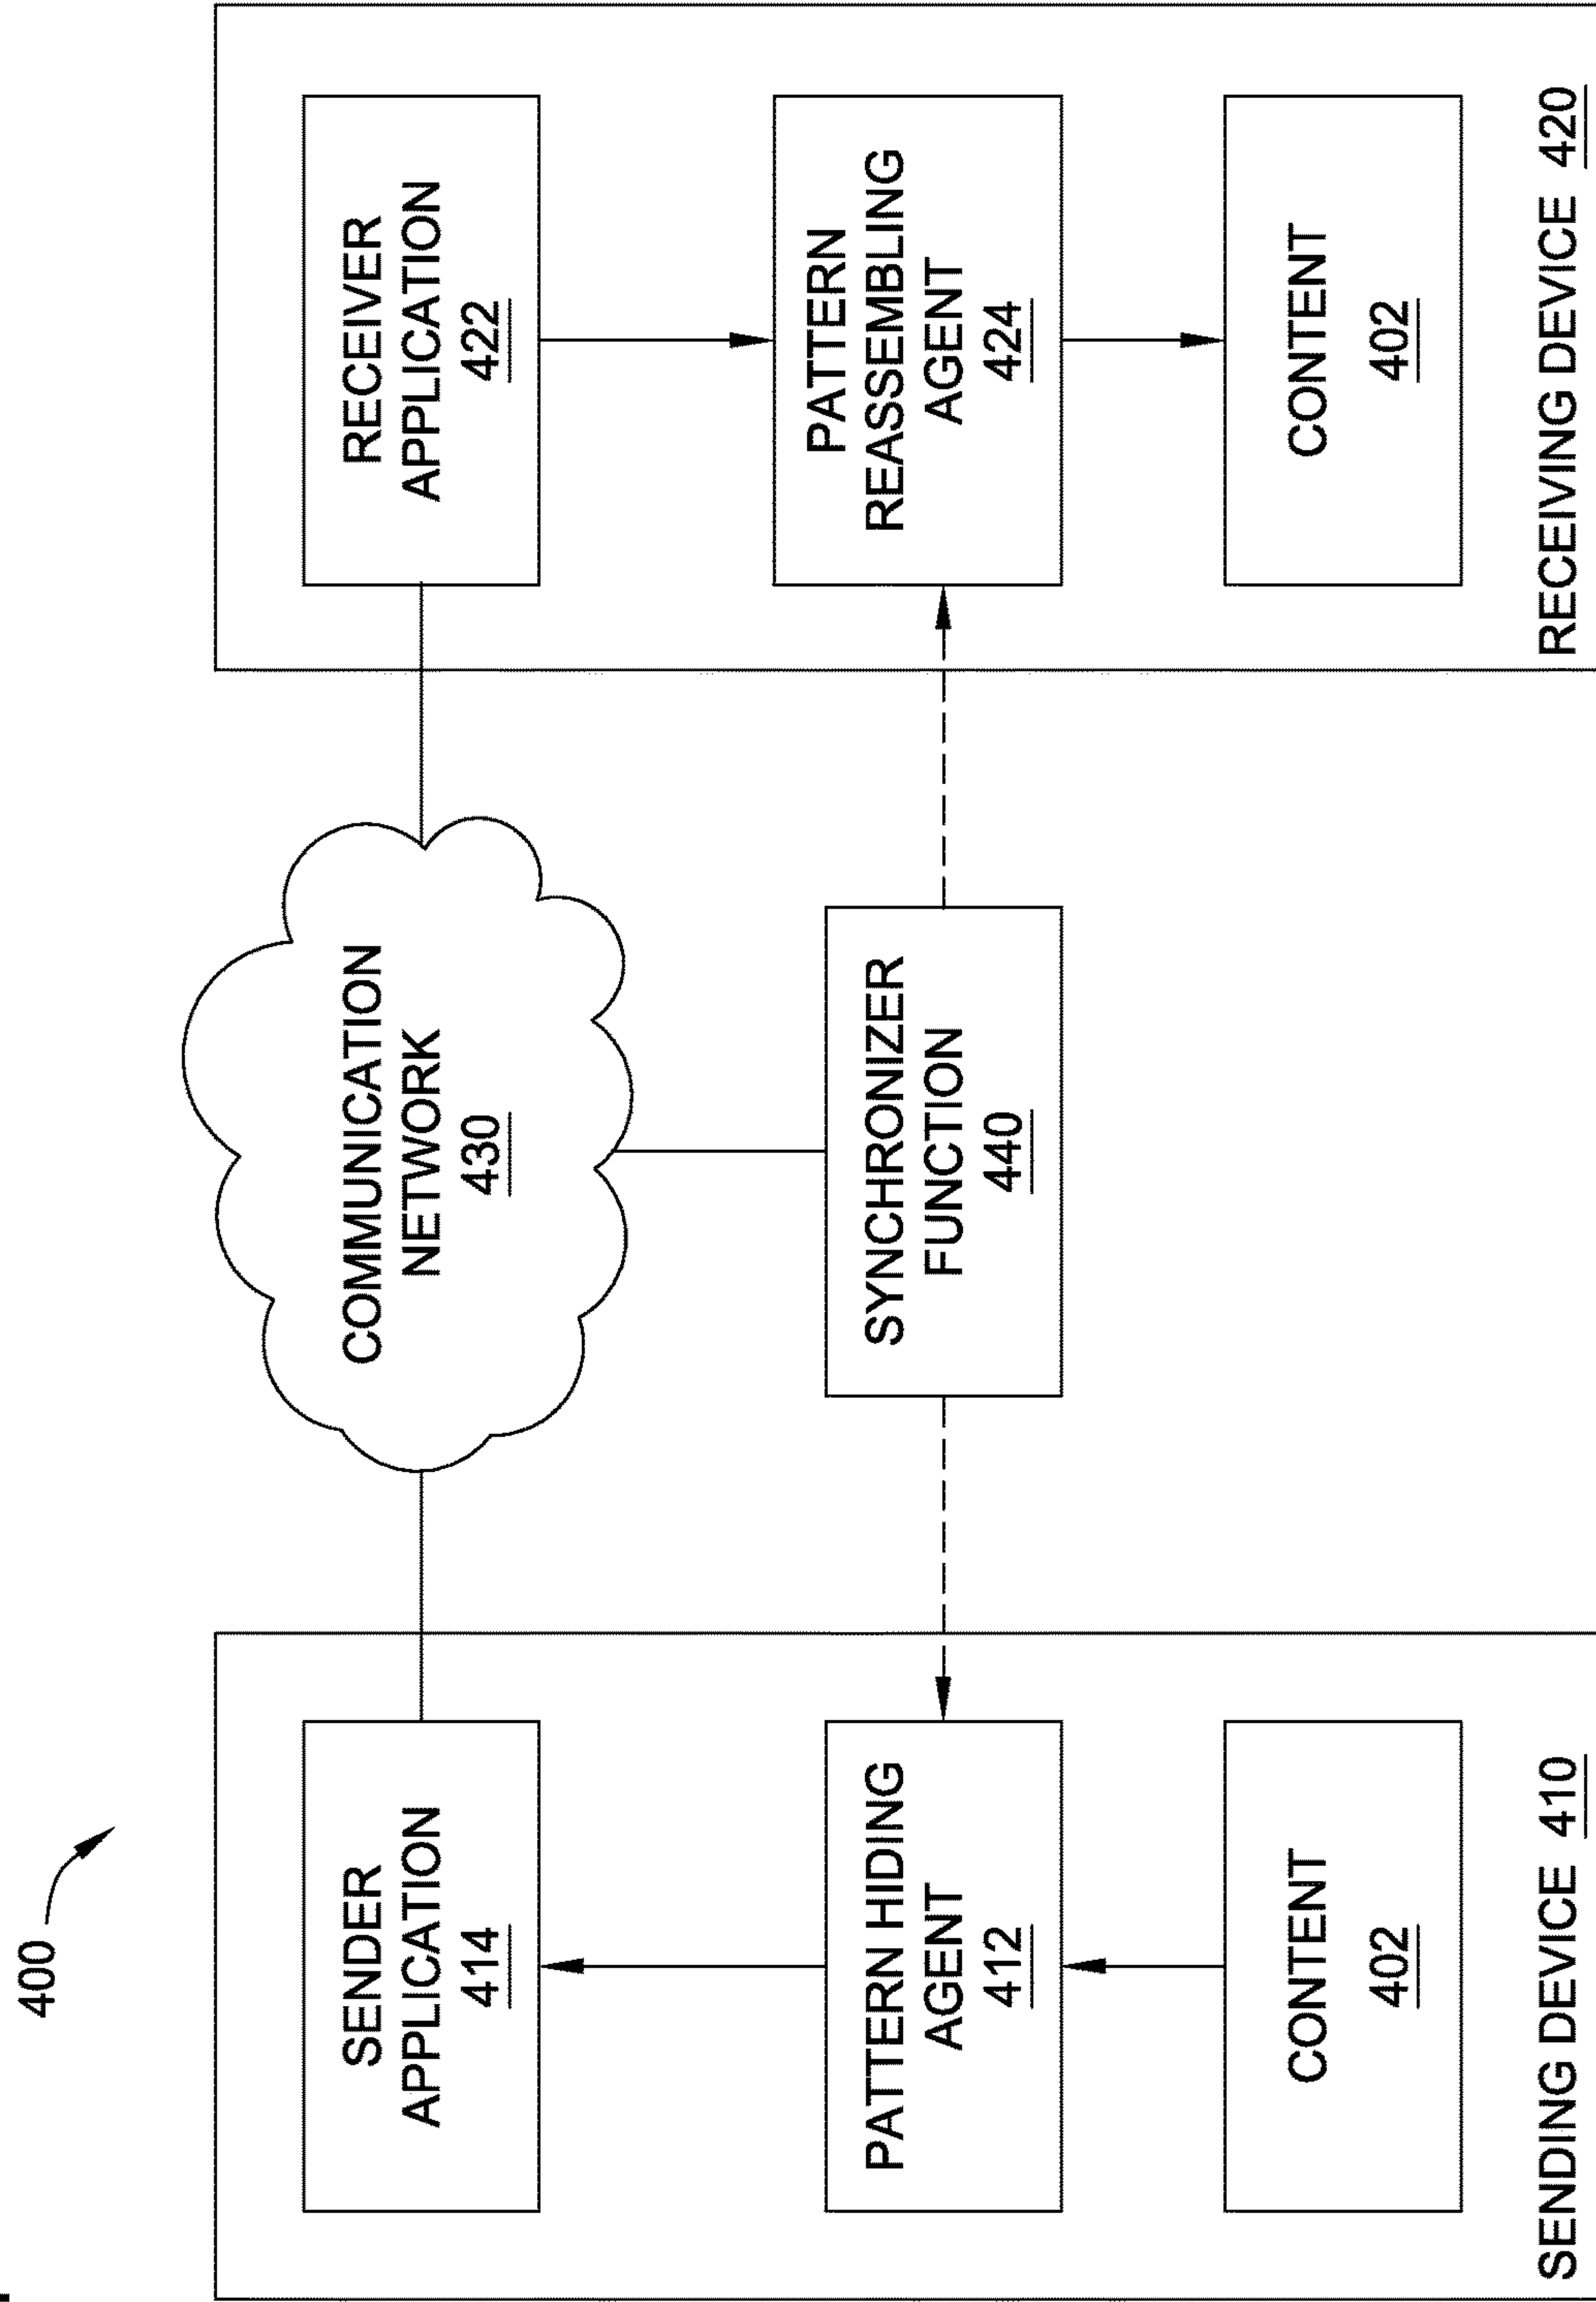 400
SENDER
APPLICATION
414
PATTERN HIDING
AGENT
412
CONTENT
402
SENDING DEVICE 410
COMMUNICATION
NETWORK
430
SYNCHRONIZER
FUNCTION
440
RECEIVER
APPLICATION
422
PATTERN
REASSEMBLING
AGENT
424
CONTENT
402
RECEIVING DEVICE 420